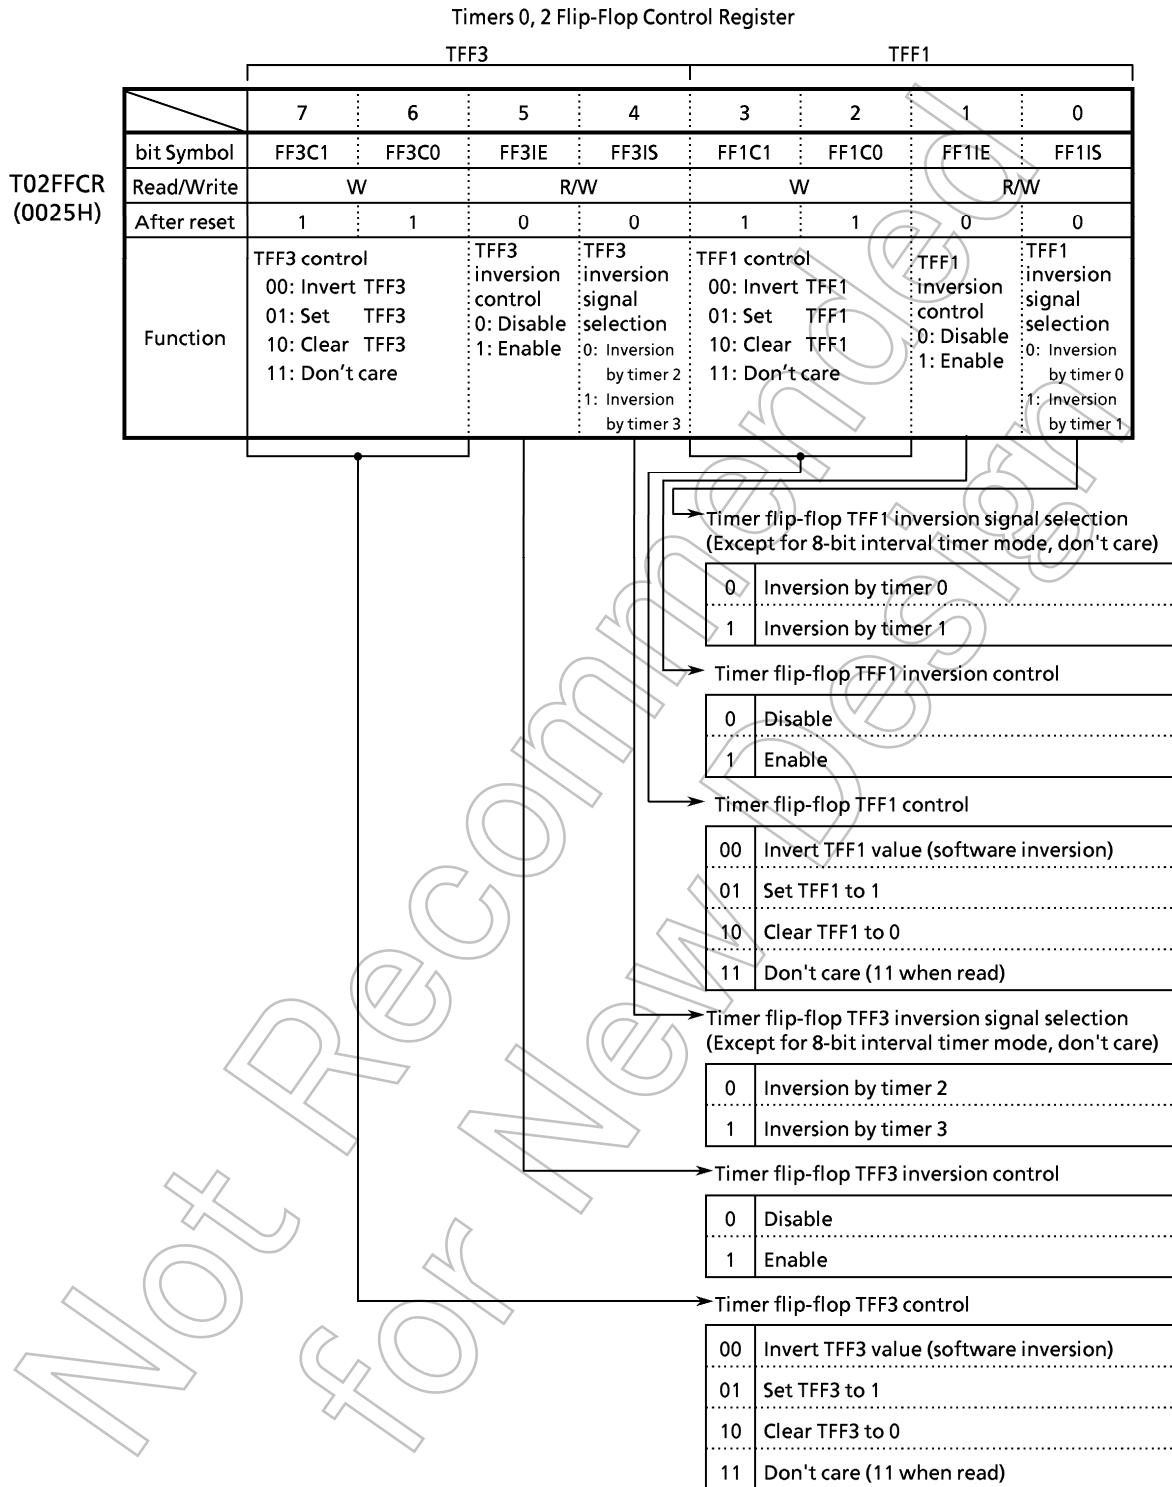 Timers 0, 2 Flip-Flop Control Register
TFF3 TFF1
7 6 5 4 3 2 1 0
bit Symbol FF3C1 FF3C0 FF3IE FF3IS FF1C1 FF1C0 FF1IE FF1IS
T02FFCR
(0025H)
Read/Write W R/W W R/W
After reset 1 1 0 0 1 1 0 0
Function
TFF3 control
00: Invert TFF3
01: Set TFF3
10: Clear TFF3
11: Don't care
TFF3
inversion
control
0: Disable
1: Enable
TFF3
inversion
signal
selection
0: Inversion
by timer 2
1: Inversion
by timer 3
TFF1 control
00: Invert TFF1
01: Set TFF1
10: Clear TFF1
11: Don't care
TFF1
inversion
control
0: Disable
1: Enable
TFF1
inversion
signal
selection
0: Inversion
by timer 0
1: Inversion
by timer 1
Timer flip-flop TFF1 inversion signal selection
(Except for 8-bit interval timer mode, don't care)
0 Inversion by timer 0
1 Inversion by timer 1
Timer flip-flop TFF1 inversion control
0 Disable
1 Enable
Timer flip-flop TFF1 control
00 Invert TFF1 value (software inversion)
01 Set TFF1 to 1
10 Clear TFF1 to 0
11 Don't care (11 when read)
Timer flip-flop TFF3 inversion signal selection
(Except for 8-bit interval timer mode, don't care)
0 Inversion by timer 2
1 Inversion by timer 3
Timer flip-flop TFF3 inversion control
0 Disable
1 Enable
Timer flip-flop TFF3 control
00 Invert TFF3 value (software inversion)
01 Set TFF3 to 1
10 Clear TFF3 to 0
11 Don't care (11 when read)
Not Recommended
for New Design